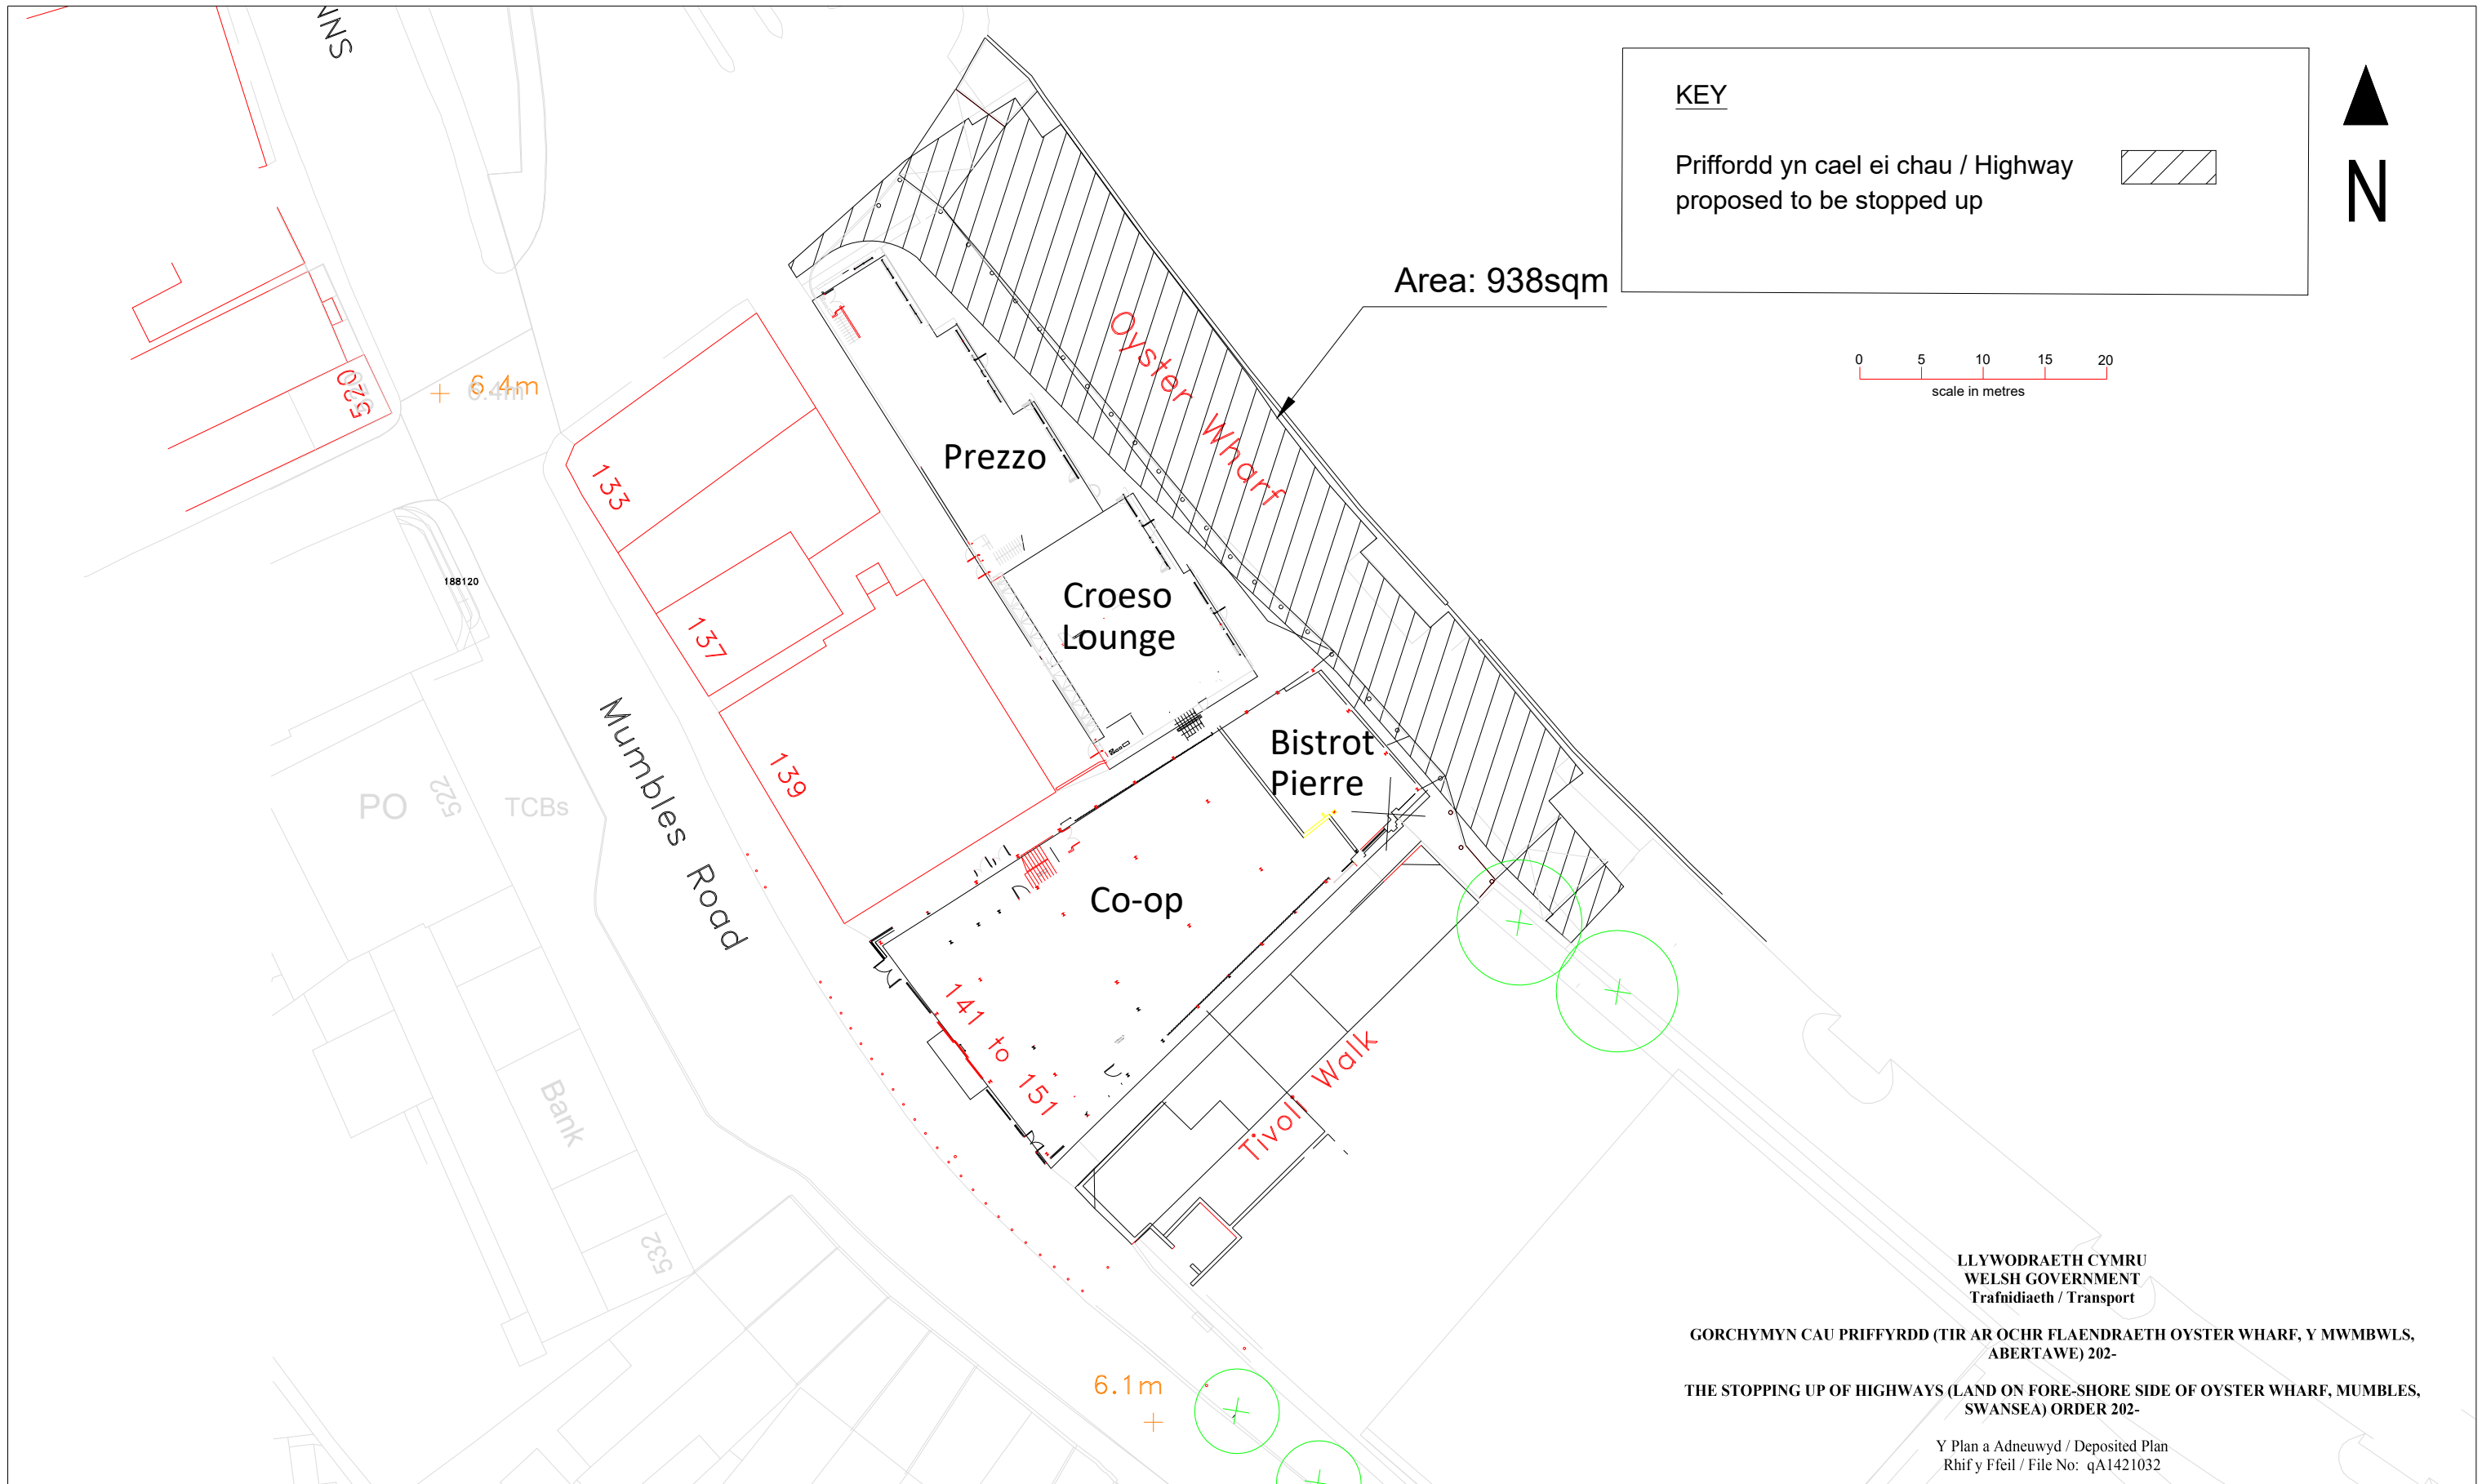 NNS
KEY
Priffordd yn cael ei chau / Highway
proposed to be stopped up
N
Area: 938sqm
0 5 10 15 20
scale in metres
Oyster Wharf
520
520
6.4m
6.4m
133
Prezzo
188120
137
Croeso
Lounge
Mumbles Road
139
Bistrot
Pierre
PO
522
TCBs
Co-op
141 to 151
Tivoli Walk
Bank
532
6.1m
LLYWODRAETH CYMRU
WELSH GOVERNMENT
Trafnidiaeth / Transport
GORCHYMYN CAU PRIFFYRDD (TIR AR OCHR FLAENDRAETH OYSTER WHARF, Y MWMBWLS,
ABERTAWE) 202-
THE STOPPING UP OF HIGHWAYS (LAND ON FORE-SHORE SIDE OF OYSTER WHARF, MUMBLES,
SWANSEA) ORDER 202-
Y Plan a Adneuwyd / Deposited Plan
Rhif y Ffeil / File No: qA1421032